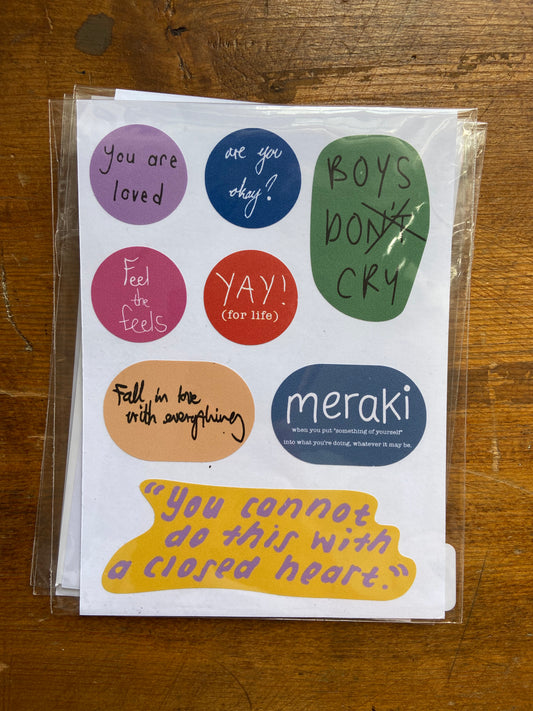 You are
loved
are you
okay?
BOYS
DON'T
CRY
Feel
the
feels
YAY!
(for life)
Fall in love
with everything
meraki
when you put "something of yourself"
into what you're doing, whatever it may be.
"You cannot
do this with
a closed heart."